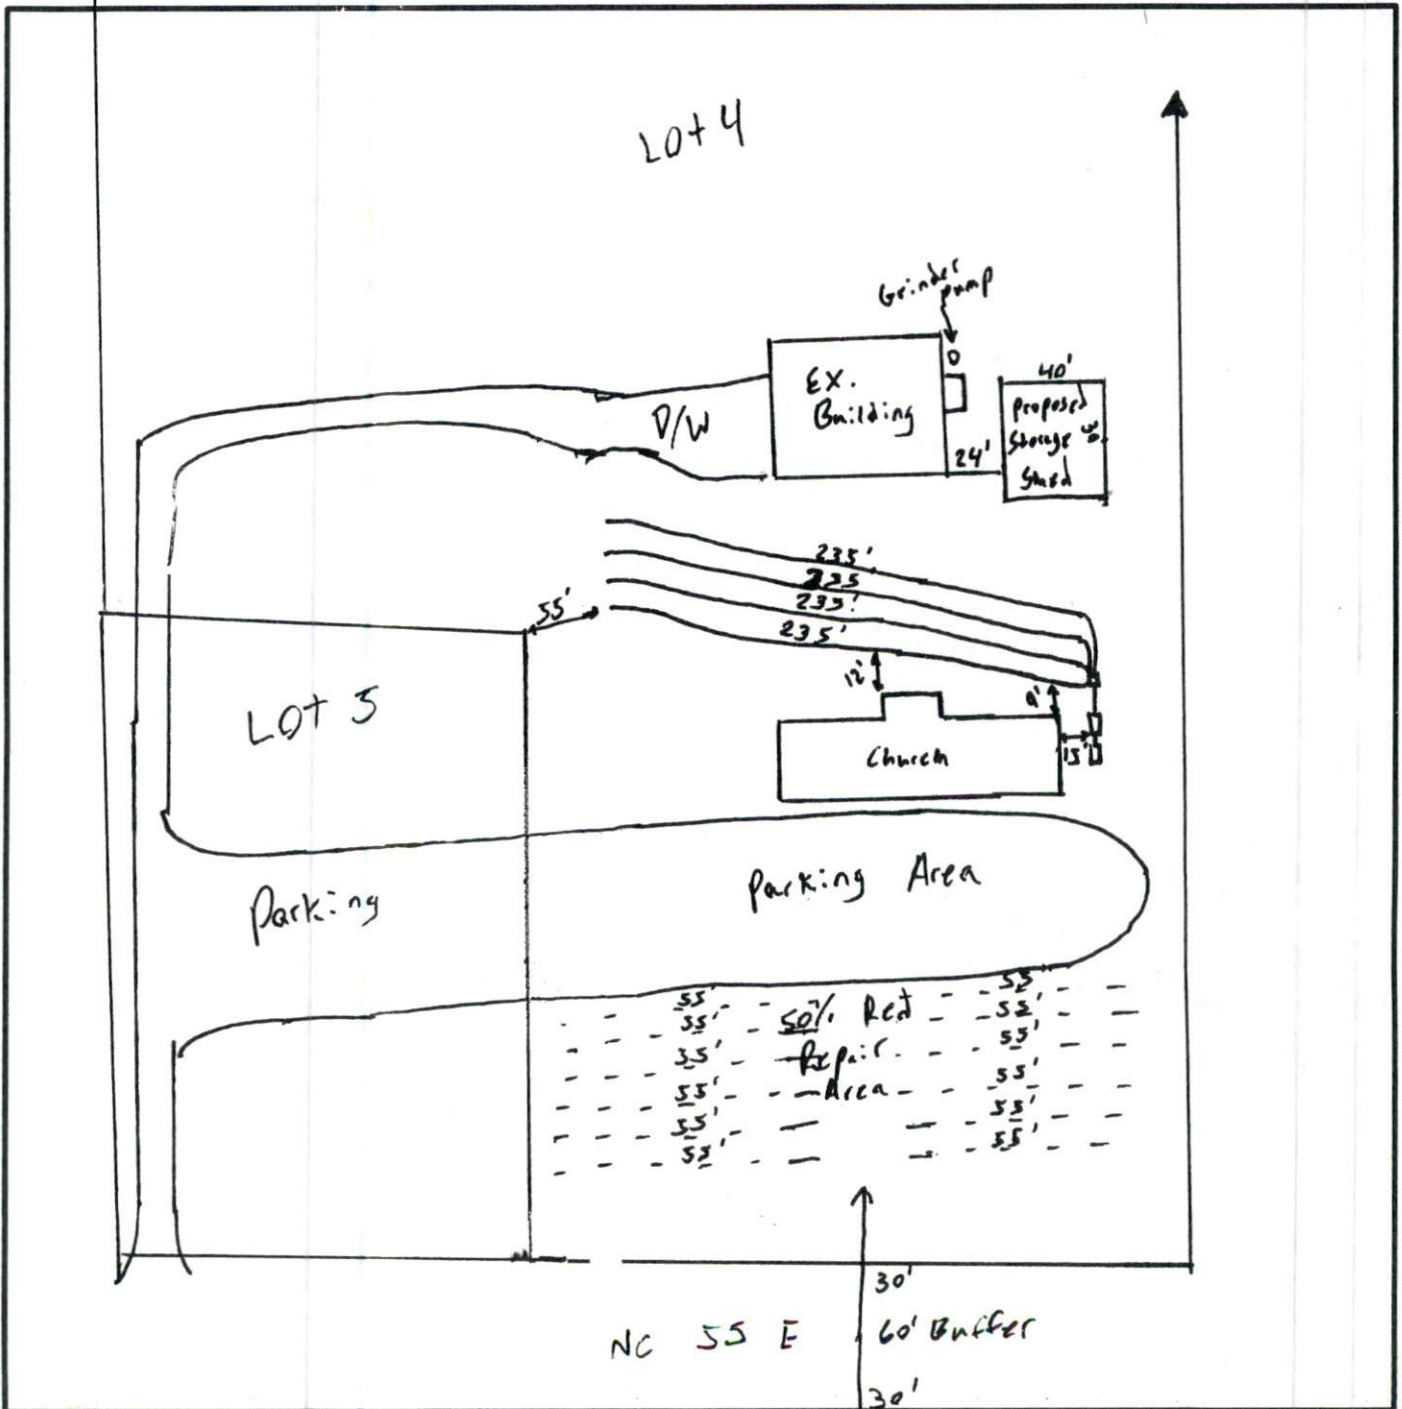 Lot 4
Grinder
pump
Ex.
Building
D/W
24'
40'
proposed
Storage
Shed
235'
235
235'
235'
55'
12'
9'
15'
Lot 5
Church
Parking
Parking Area
55'
55'
55'
55'
55'
55'
50% Red
Repair
Area
55'
55'
55'
55'
55'
55'
30'
NC 55 E
60' Buffer
30'